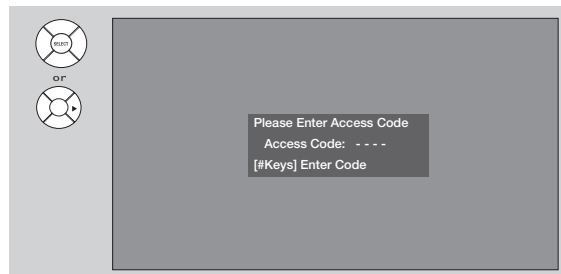 SELECT
or
Please Enter Access Code
Access Code: - - - -
[#Keys] Enter Code